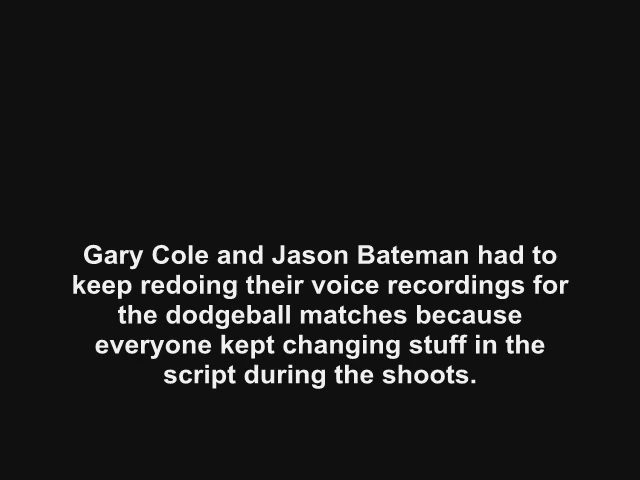 Gary Cole and Jason Bateman had to
keep redoing their voice recordings for
the dodgeball matches because
everyone kept changing stuff in the
script during the shoots.